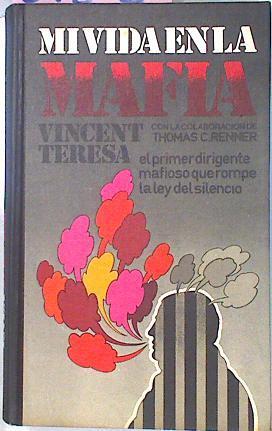 MI VIDA EN LA
MAFIA
VINCENT
TERESA
CON LA COLABORACION DE
THOMAS C. RENNER
el primer dirigente
mafioso que rompe
la ley del silencio